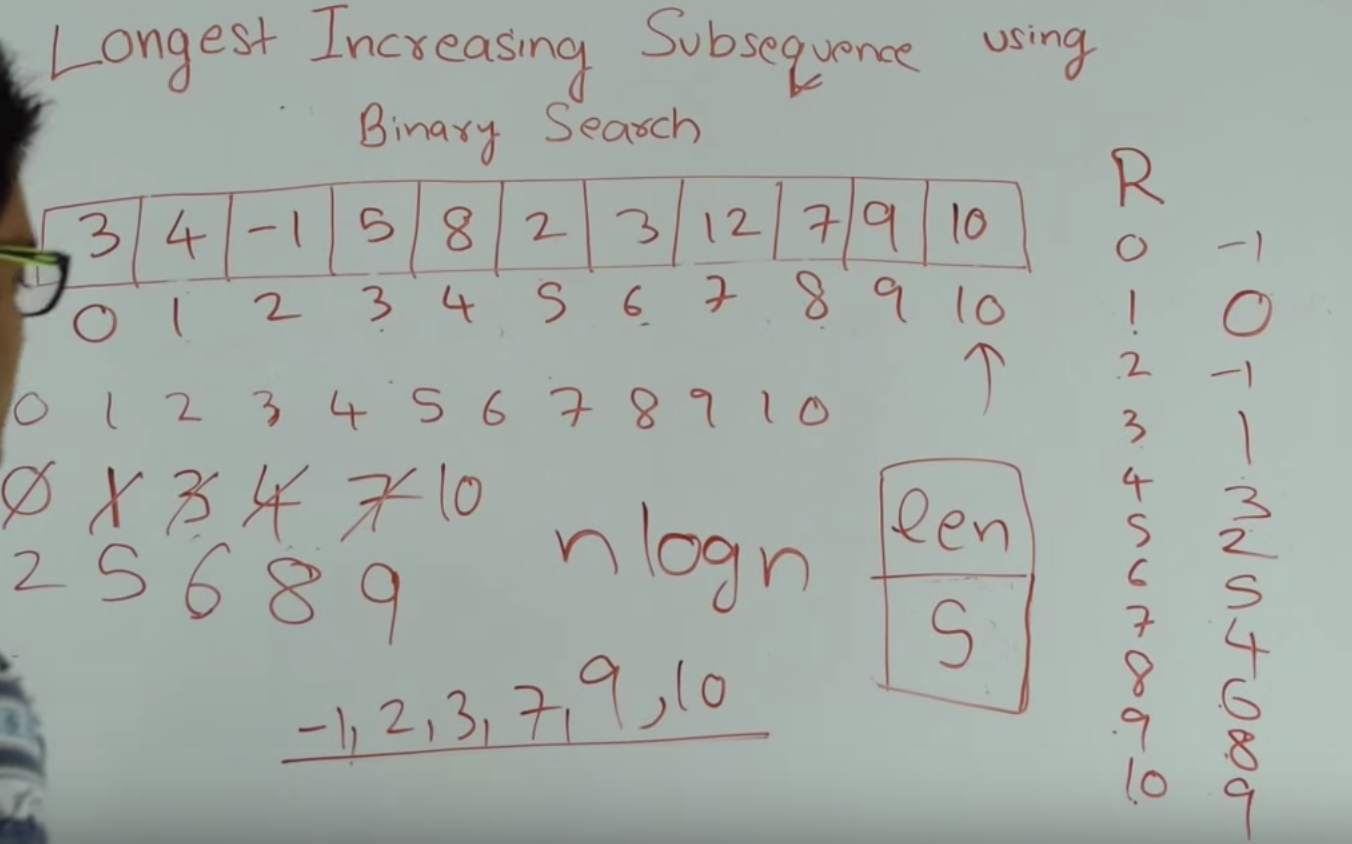 Longest Increasing Subsequence using
Binary Search
3 4 -1 5 8 2 3 12 7 9 10
0 1 2 3 4 5 6 7 8 9 10
0 1 2 3 4 5 6 7 8 9 10
0 1 3 4 7 10
2 5 6 8 9
nlogn
len
5
-1, 2, 3, 7, 9, 10
R
0 -1
1 0
2 -1
3 1
4 3
5 2
6 5
7 4
8 6
9 8
10 9